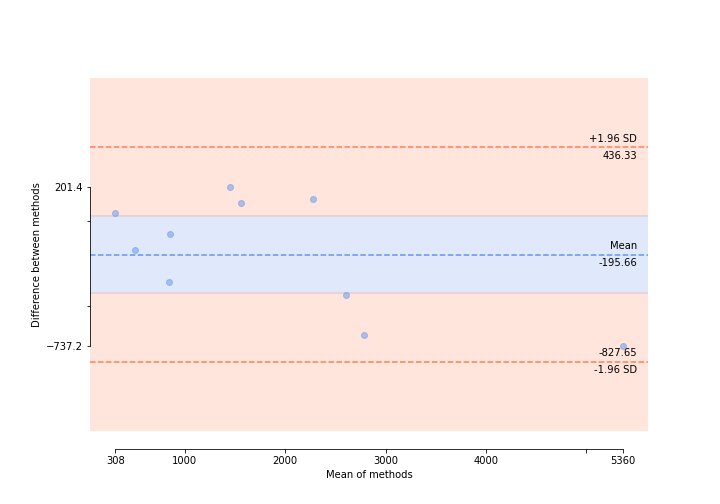 +1.96 SD
436.33
201.4
Mean
-195.66
−737.2
-827.65
-1.96 SD
Difference between methods
308
1000
2000
3000
4000
5360
Mean of methods